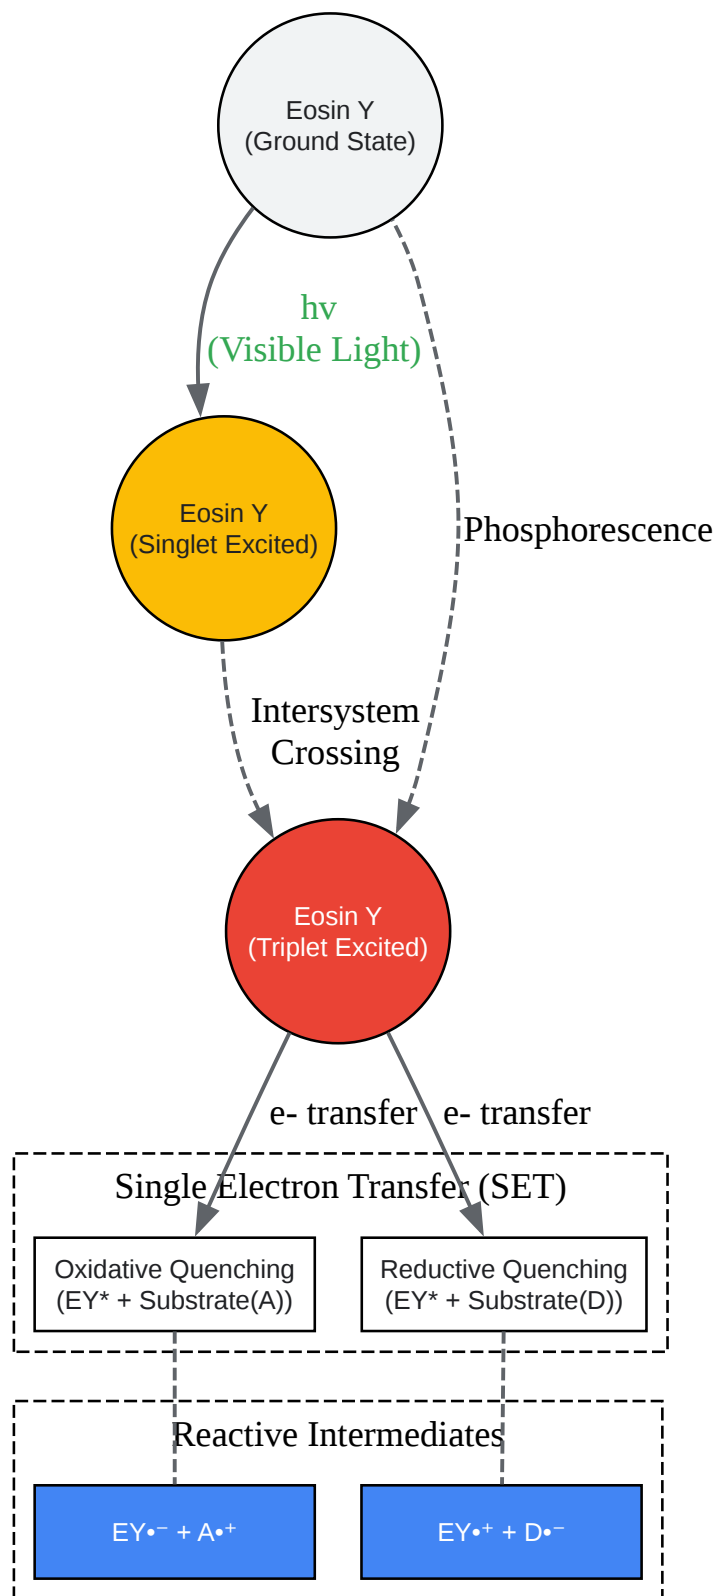 Eosin Y
(Ground State)
hv
(Visible Light)
Eosin Y
(Singlet Excited)
Phosphorescence
Intersystem
Crossing
Eosin Y
(Triplet Excited)
e- transfer
e- transfer
Single Electron Transfer (SET)
Oxidative Quenching
(EY* + Substrate(A))
Reductive Quenching
(EY* + Substrate(D))
Reactive Intermediates
EY•⁻ + A•⁺
EY•⁺ + D•⁻